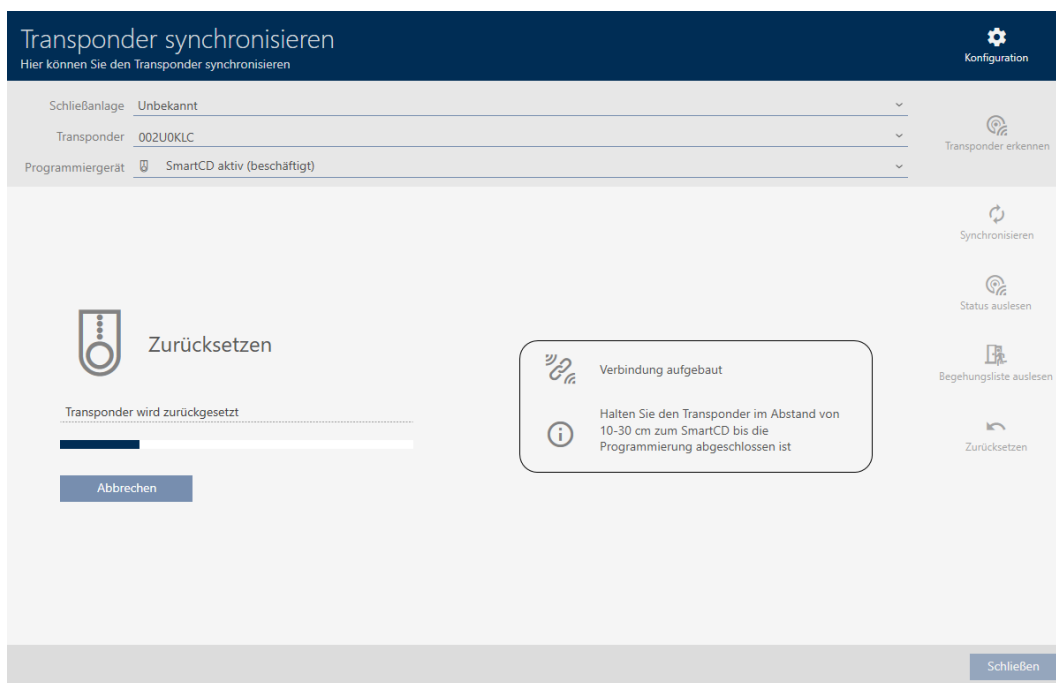 Transponder synchronisieren
Hier können Sie den Transponder synchronisieren
Konfiguration
Schließanlage Unbekannt
Transponder 002U0KLC
Programmiergerät SmartCD aktiv (beschäftigt)
Transponder erkennen
Synchronisieren
Status auslesen
Begehungsliste auslesen
Zurücksetzen
Zurücksetzen
Transponder wird zurückgesetzt
Abbrechen
Verbindung aufgebaut
Halten Sie den Transponder im Abstand von
10-30 cm zum SmartCD bis die
Programmierung abgeschlossen ist
Schließen